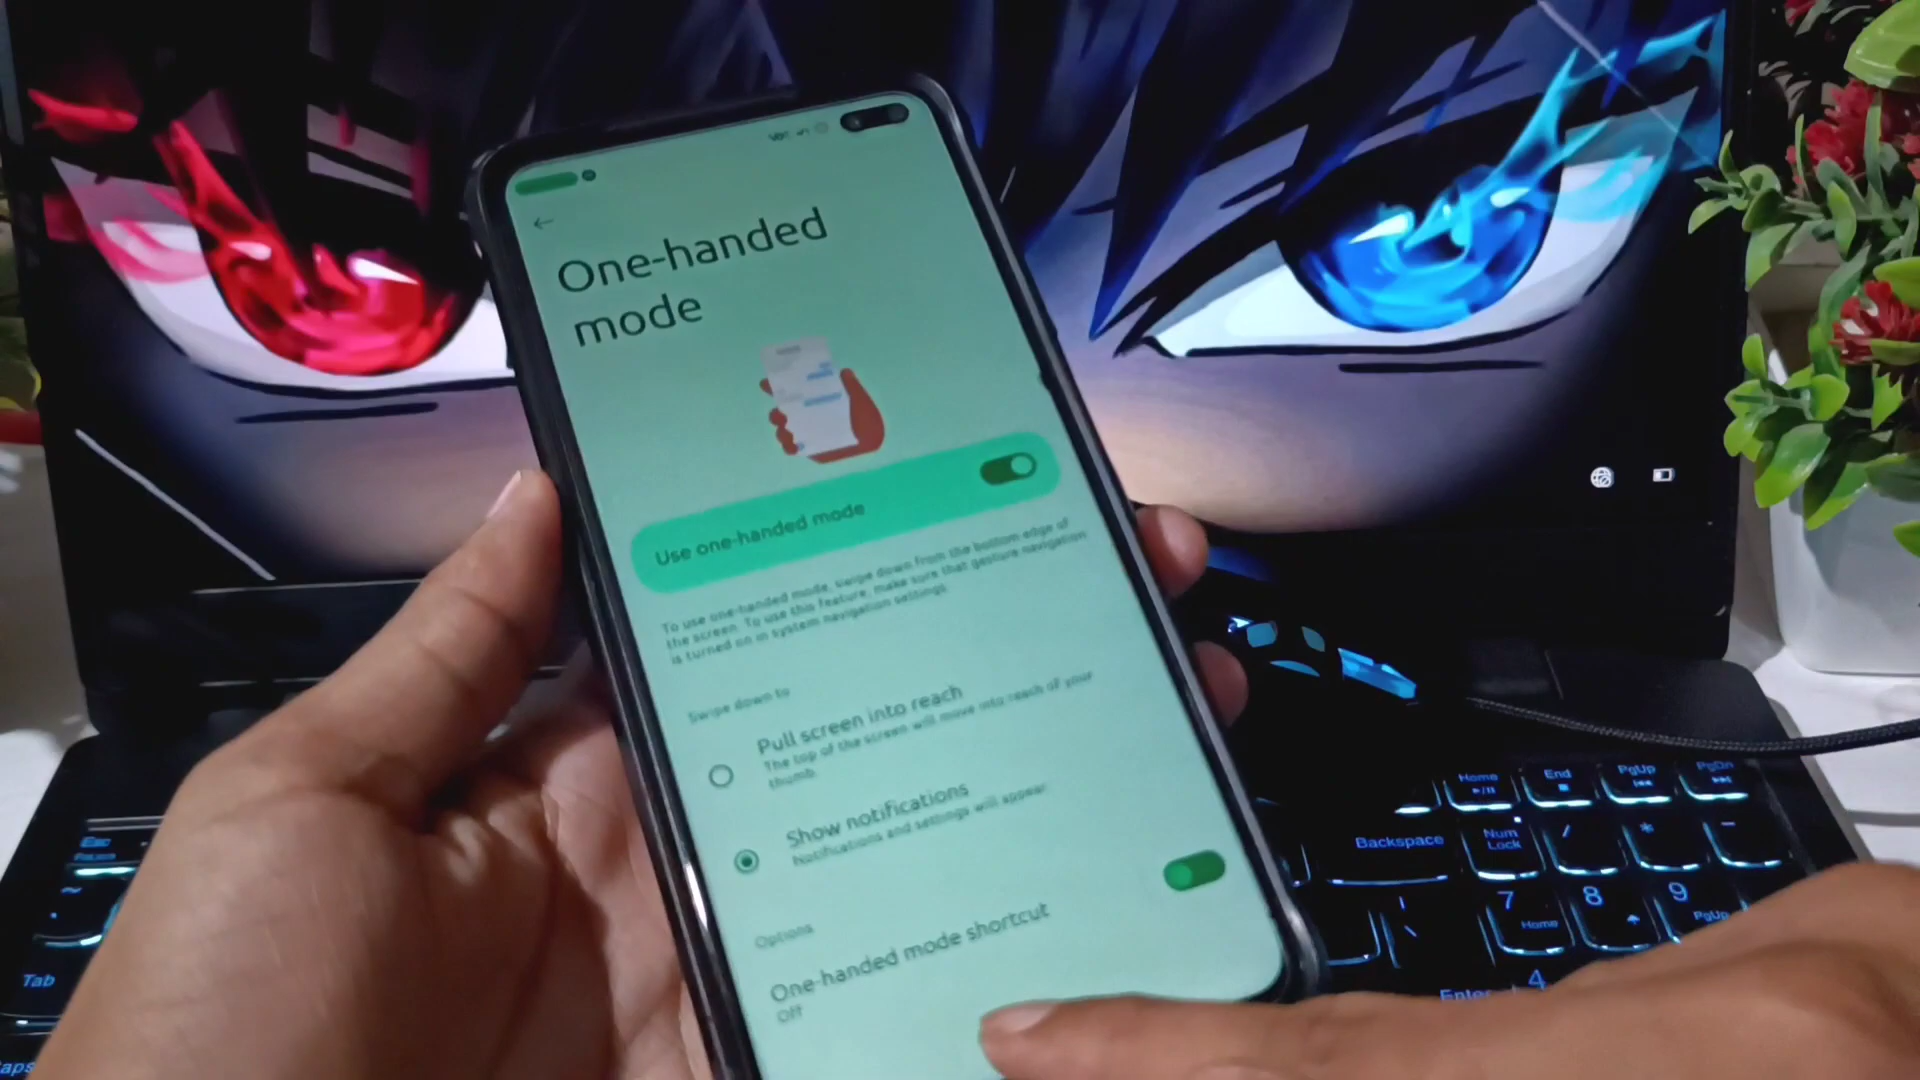 One-handed
mode
Use one-handed mode
To use one-handed mode, swipe down from the bottom edge of
the screen. To use this feature, make sure that gesture navigation
is turned on in system navigation settings.
Swipe down to
Pull screen into reach
The top of the screen will move into reach of your
thumb.
Show notifications
Notifications and settings will appear.
Options
One-handed mode shortcut
Off
Esc
~
Tab
Home
End
PgUp
PgDn
Backspace
Num
Lock
/
*
-
7
Home
8
9
PgUp
Enter
4